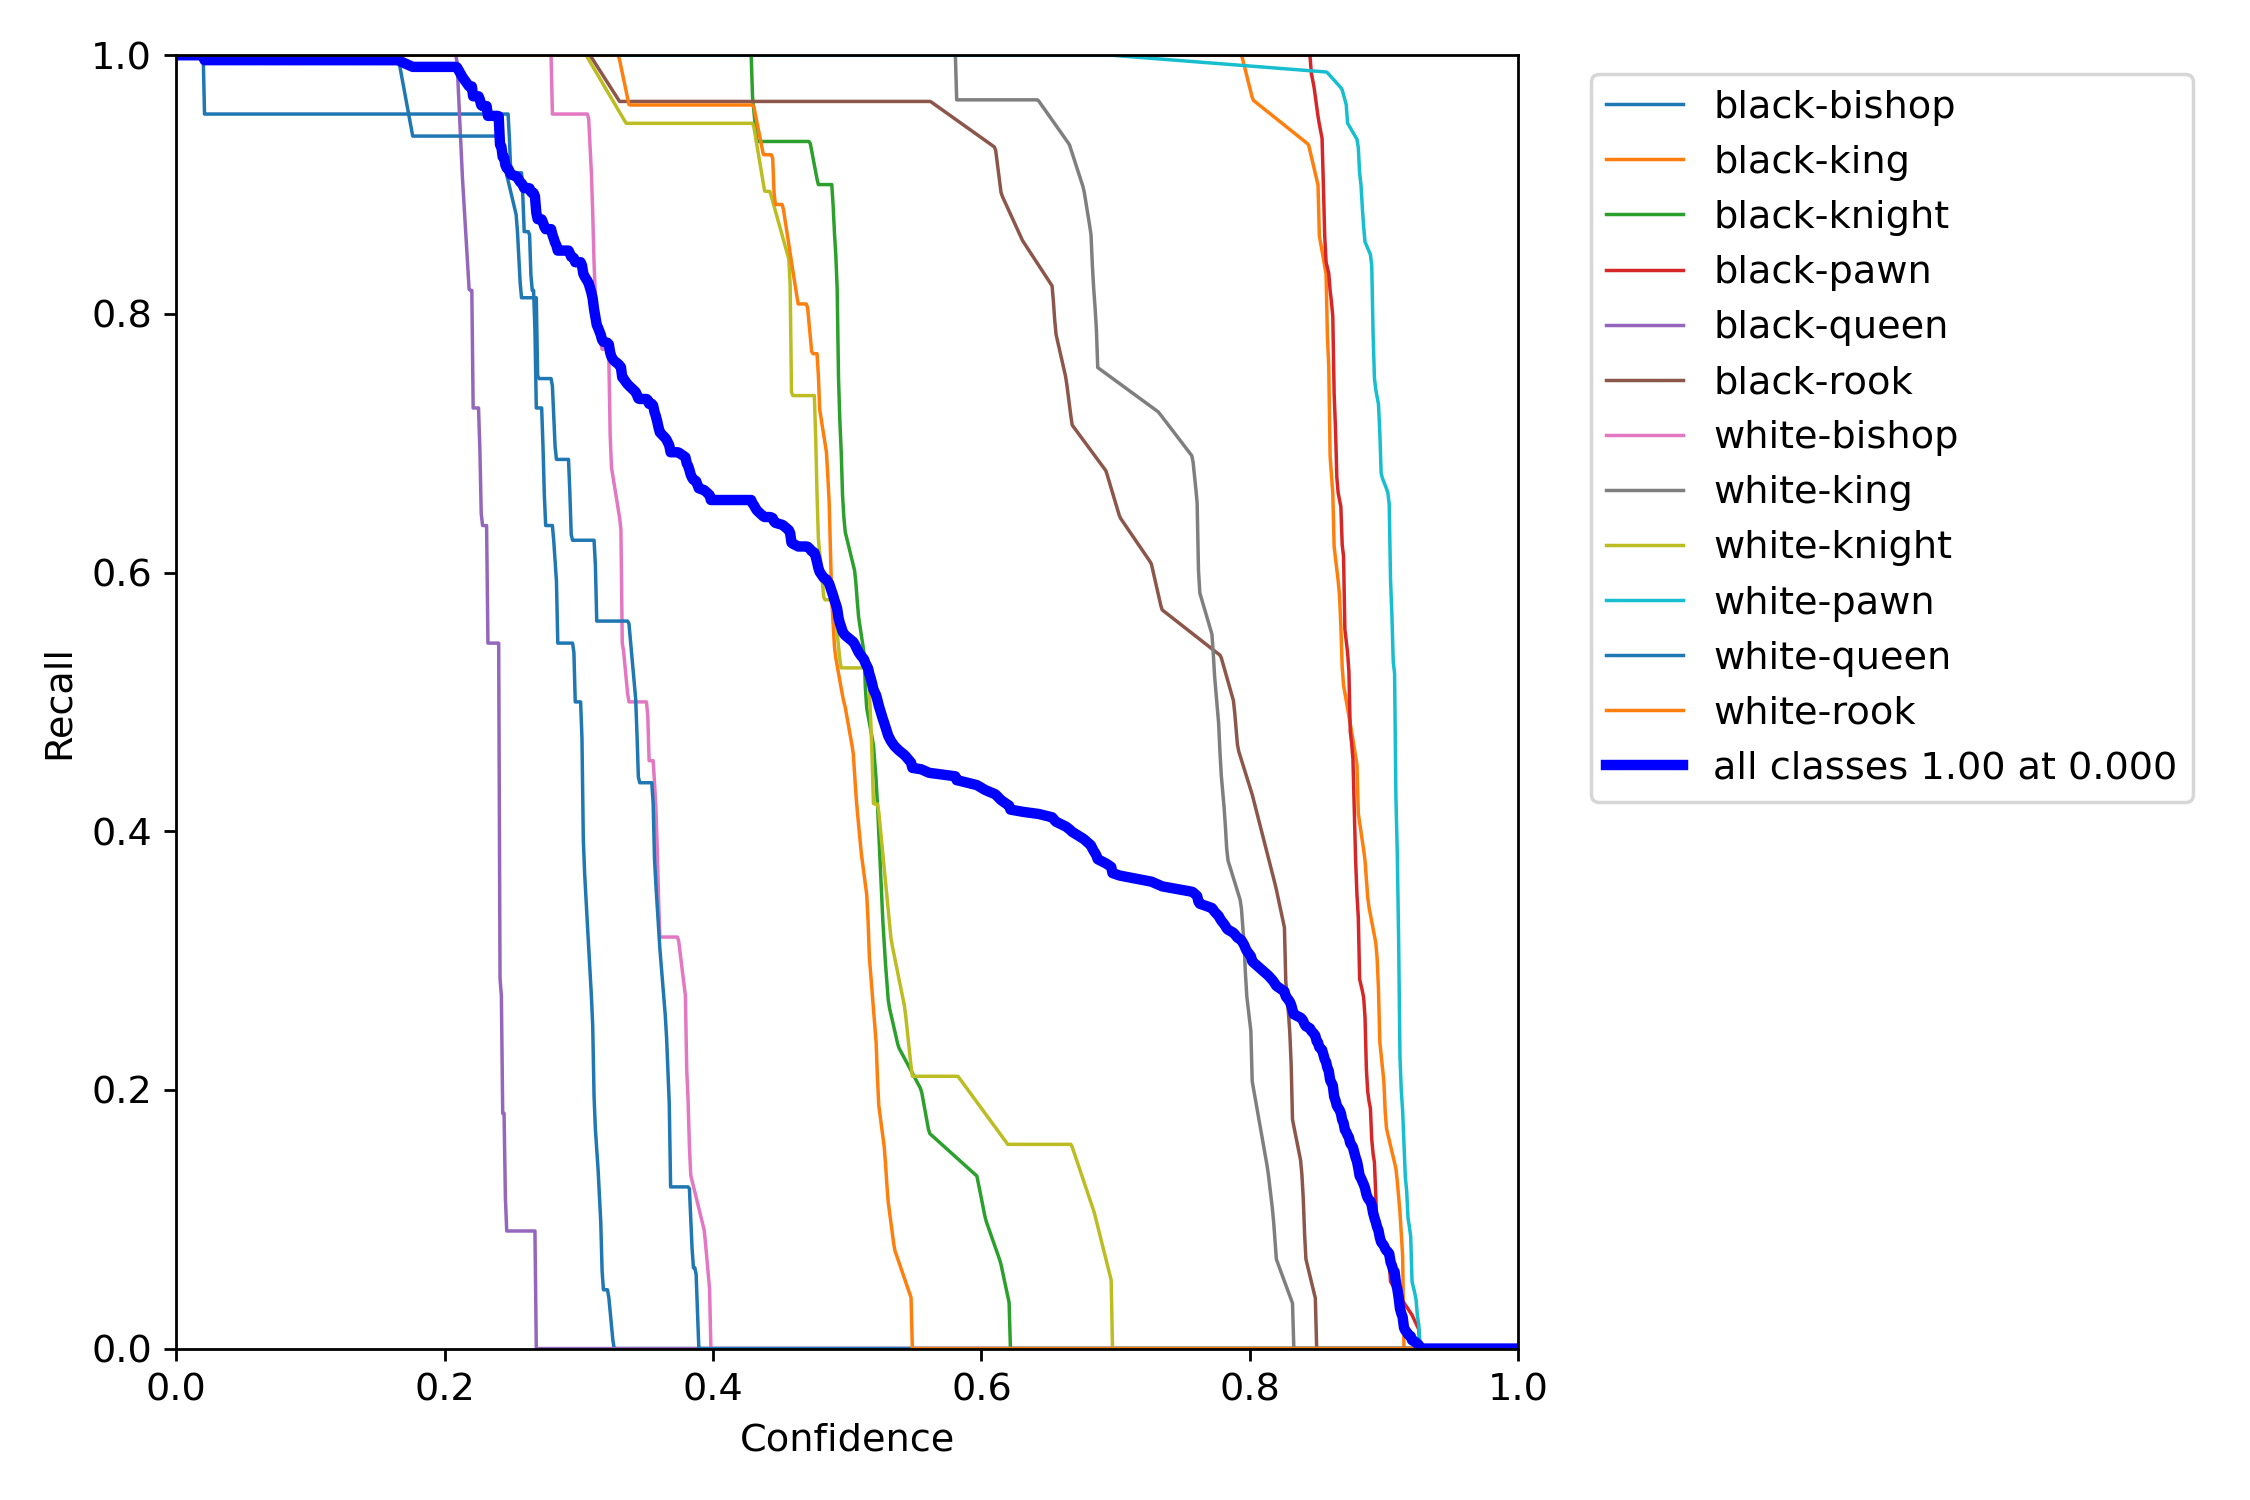 1.0
0.8
0.6
0.4
0.2
0.0
Recall
0.0 0.2 0.4 0.6 0.8 1.0
Confidence
black-bishop
black-king
black-knight
black-pawn
black-queen
black-rook
white-bishop
white-king
white-knight
white-pawn
white-queen
white-rook
all classes 1.00 at 0.000